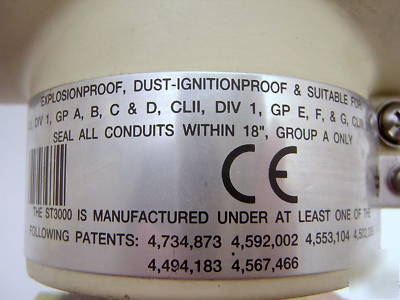 EXPLOSIONPROOF, DUST-IGNITIONPROOF & SUITABLE FOR
DIV 1, GP A, B, C & D, CLII, DIV 1, GP E, F, & G, CLIII
SEAL ALL CONDUITS WITHIN 18", GROUP A ONLY
CE
THE ST3000 IS MANUFACTURED UNDER AT LEAST ONE OF THE
FOLLOWING PATENTS: 4,734,873 4,592,002 4,553,104
4,494,183 4,567,466